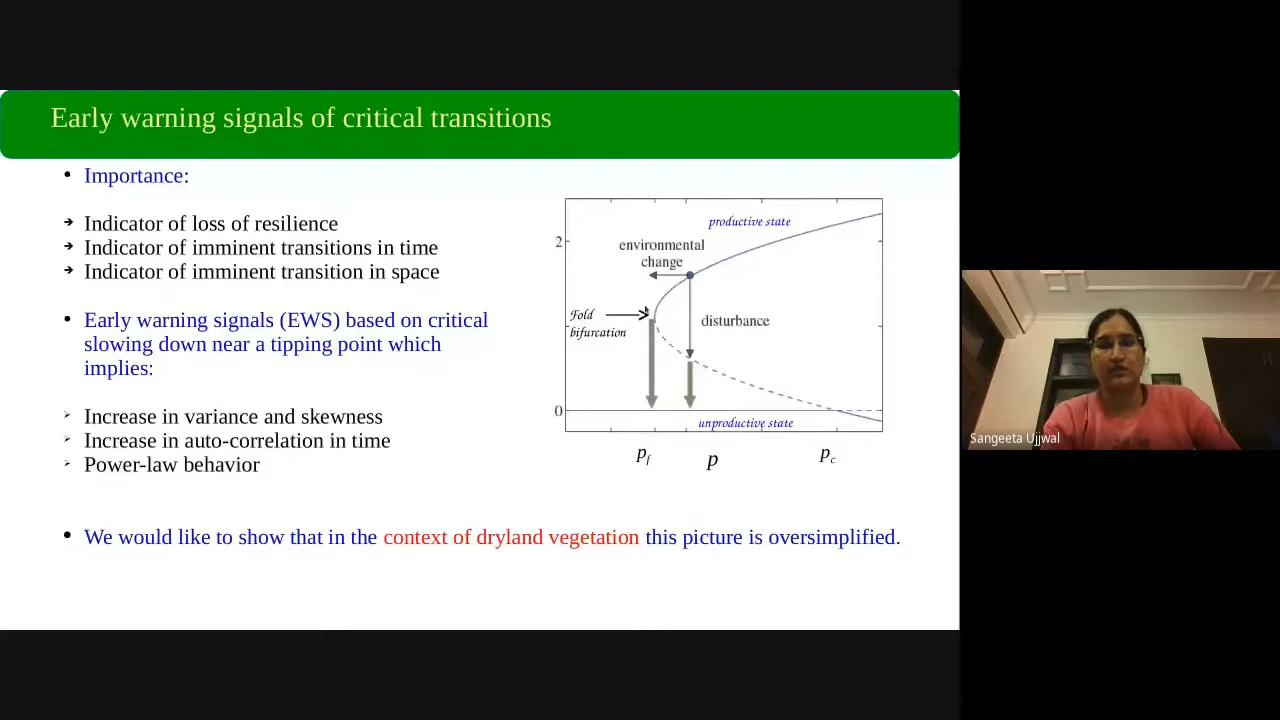 Early warning signals of critical transitions
• Importance:
➔ Indicator of loss of resilience
➔ Indicator of imminent transitions in time
➔ Indicator of imminent transition in space
• Early warning signals (EWS) based on critical
slowing down near a tipping point which
implies:
➢ Increase in variance and skewness
➢ Increase in auto-correlation in time
➢ Power-law behavior
productive state
2
environmental
change
Fold
bifurcation
disturbance
0
unproductive state
pf
p
pc
• We would like to show that in the context of dryland vegetation this picture is oversimplified.
Sangeeta Ujjwal